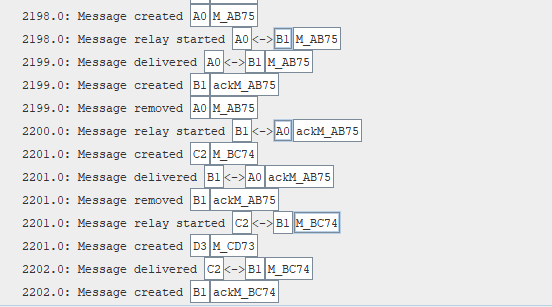 2198.0: Message created A0 M_AB75
2198.0: Message relay started A0 <-> B1 M_AB75
2199.0: Message delivered A0 <-> B1 M_AB75
2199.0: Message created B1 ackM_AB75
2199.0: Message removed A0 M_AB75
2200.0: Message relay started B1 <-> A0 ackM_AB75
2201.0: Message created C2 M_BC74
2201.0: Message delivered B1 <-> A0 ackM_AB75
2201.0: Message removed B1 ackM_AB75
2201.0: Message relay started C2 <-> B1 M_BC74
2201.0: Message created D3 M_CD73
2202.0: Message delivered C2 <-> B1 M_BC74
2202.0: Message created B1 ackM_BC74